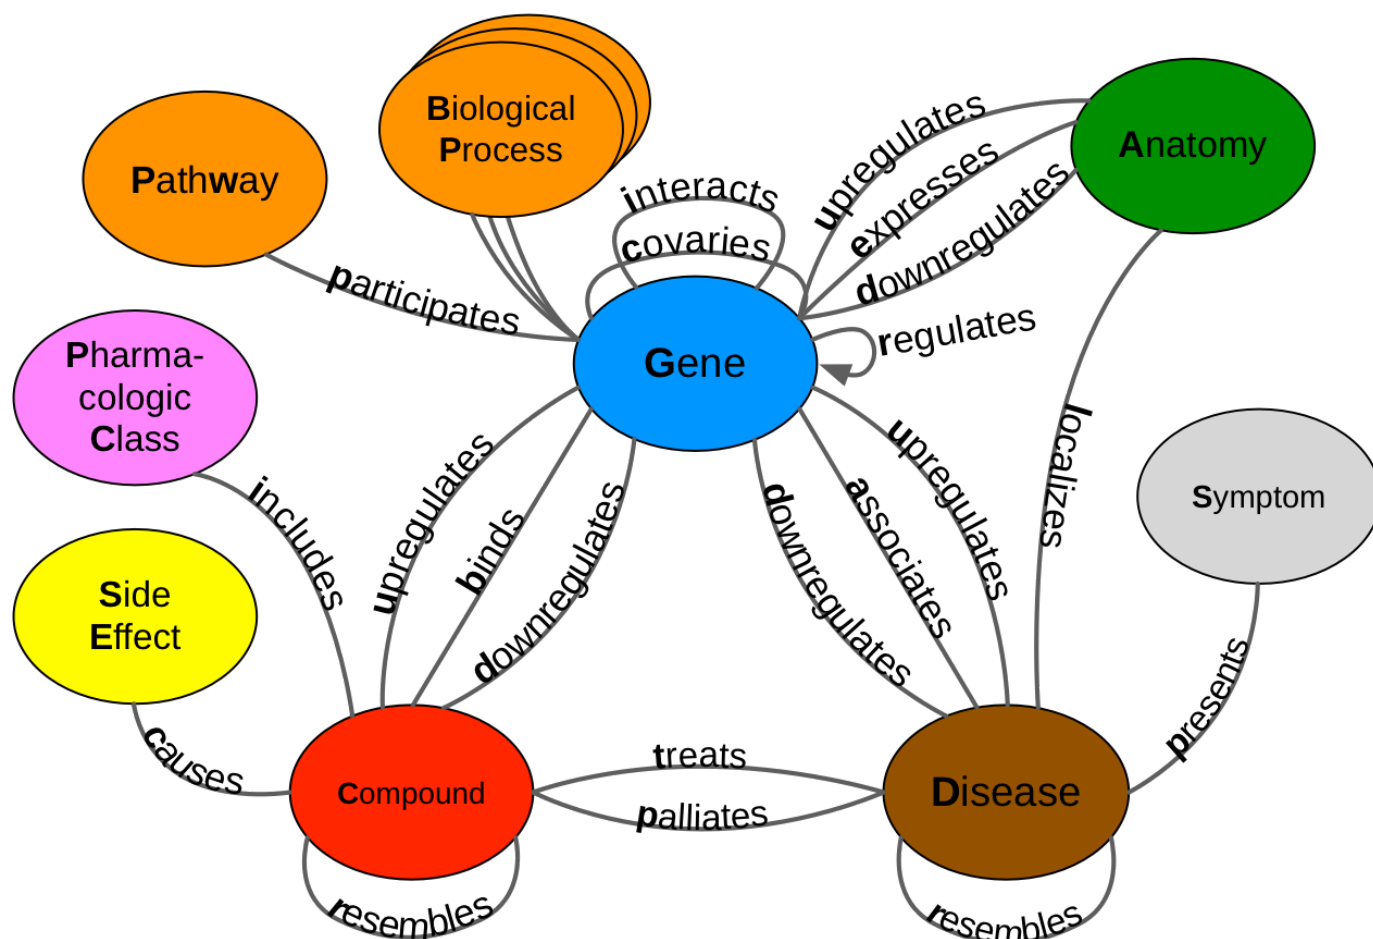 Biological
Process
Pathway
Anatomy
upregulates
expresses
downregulates
interacts
covaries
participates
regulates
Gene
Pharma-
cologic
Class
includes
upregulates
binds
downregulates
downregulates
associates
upregulates
localizes
Symptom
Side
Effect
causes
presents
treats
palliates
Compound
Disease
resembles
resembles